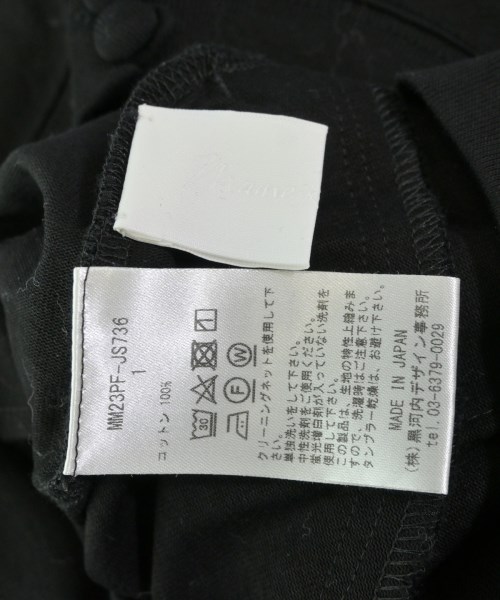 MM23PF-JS736
1
コットン 100%
30
F
W
クリーニングネットを使用して下
さい。
単独洗いをして下さい。
中性洗剤をご使用ください。
蛍光増白剤が入っていない洗剤を
使用して下さい。
この製品は、生地の特性上縮みま
すので、洗濯時はご注意下さい。
タンブラー乾燥は、お避け下さい。
MADE IN JAPAN
(株)黒河内デザイン事務所
tel. 03-6379-0029